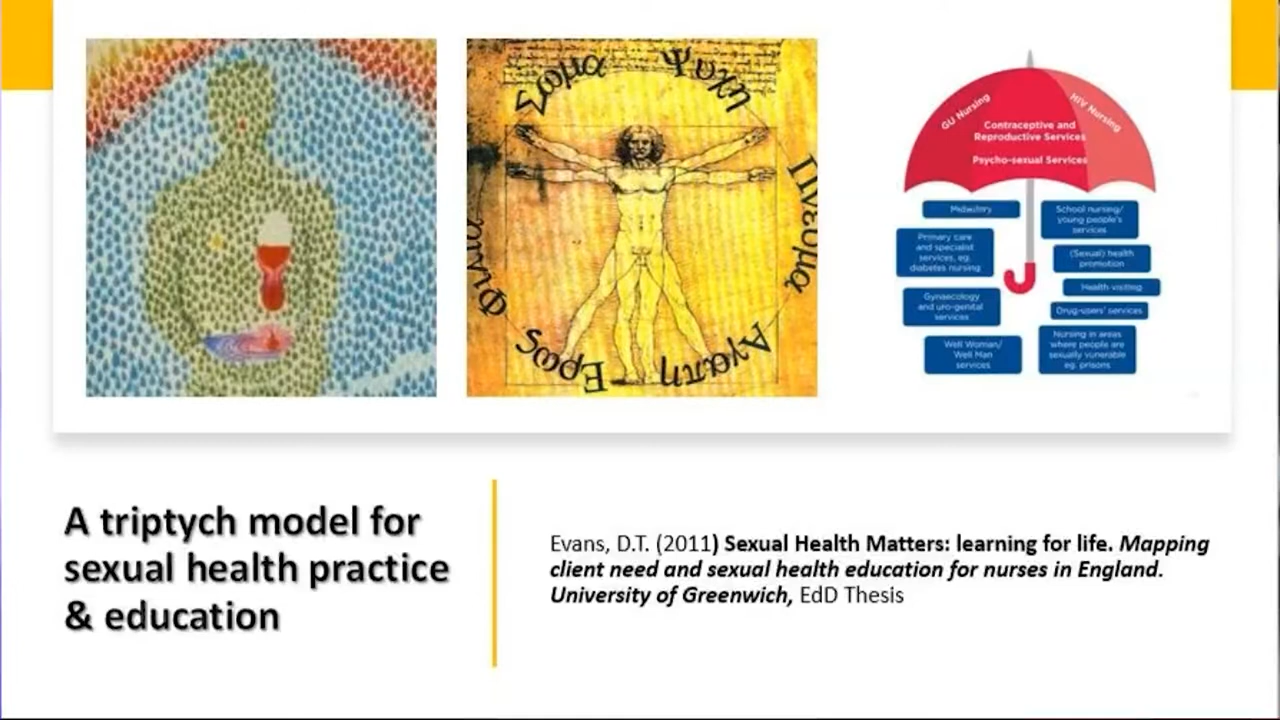 Σωμα
Ψυχη
Πνευμα
Αγαπη
Ερως
Φιλια
GU Nursing
HIV Nursing
Contraceptive and
Reproductive Services
Psycho-sexual Services
Midwifery
Primary care
and specialist
services, eg.
diabetes nursing
Gynaecology
and uro-genital
services
Well Woman/
Well Man
services
School nursing/
young people's
services
(Sexual) health
promotion
Health visiting
Drug-users' services
Nursing in areas
where people are
sexually vulnerable
eg. prisons
A triptych model for
sexual health practice
& education
Evans, D.T. (2011) Sexual Health Matters: learning for life. Mapping
client need and sexual health education for nurses in England.
University of Greenwich, EdD Thesis